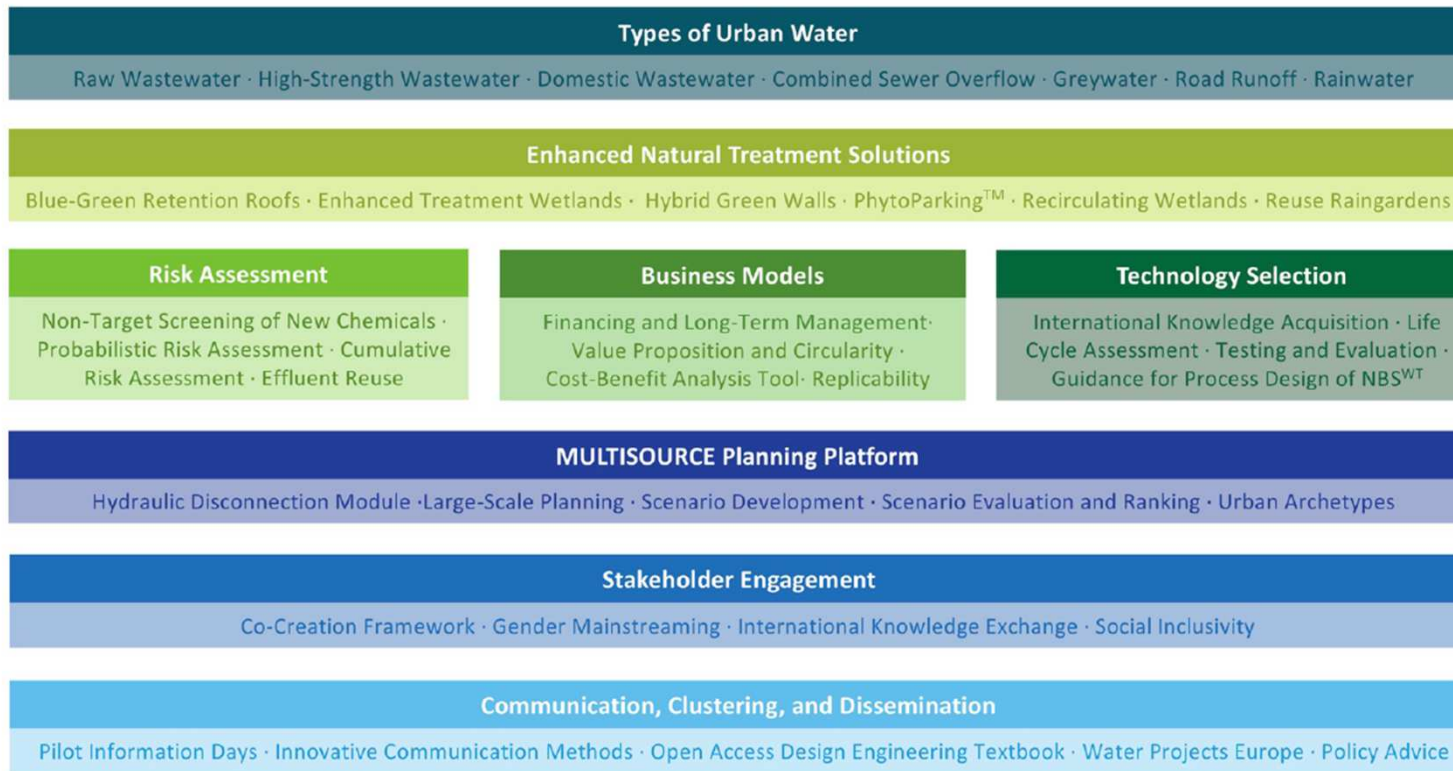 Types of Urban Water
Raw Wastewater · High-Strength Wastewater · Domestic Wastewater · Combined Sewer Overflow · Greywater · Road Runoff · Rainwater
Enhanced Natural Treatment Solutions
Blue-Green Retention Roofs · Enhanced Treatment Wetlands · Hybrid Green Walls · PhytoParking™ · Recirculating Wetlands · Reuse Raingardens
Risk Assessment
Non-Target Screening of New Chemicals ·
Probabilistic Risk Assessment · Cumulative
Risk Assessment · Effluent Reuse
Business Models
Financing and Long-Term Management·
Value Proposition and Circularity ·
Cost-Benefit Analysis Tool· Replicability
Technology Selection
International Knowledge Acquisition · Life
Cycle Assessment · Testing and Evaluation ·
Guidance for Process Design of NBSᵂᵀ
MULTISOURCE Planning Platform
Hydraulic Disconnection Module ·Large-Scale Planning · Scenario Development · Scenario Evaluation and Ranking · Urban Archetypes
Stakeholder Engagement
Co-Creation Framework · Gender Mainstreaming · International Knowledge Exchange · Social Inclusivity
Communication, Clustering, and Dissemination
Pilot Information Days · Innovative Communication Methods · Open Access Design Engineering Textbook · Water Projects Europe · Policy Advice